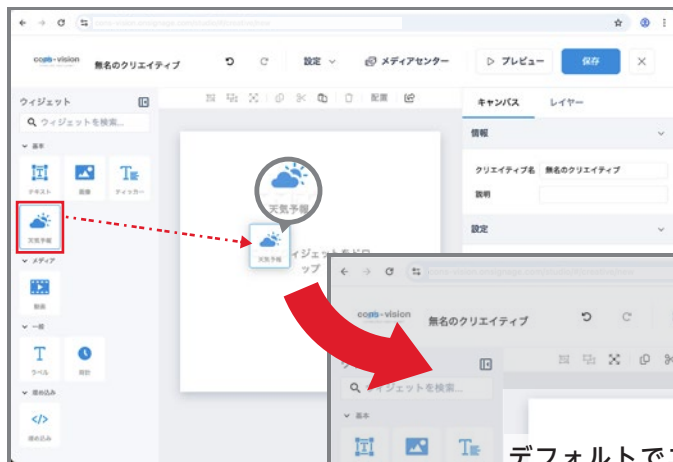 comb-vision
無名のクリエイティブ
設定
メディアセンター
プレビュー
保存
ウィジェット
ウィジェットを検索...
基本
テキスト
画像
ティッカー
天気予報
メディア
動画
一般
ラベル
時計
埋め込み
</>
埋め込み
配置
天気予報
天気予報
ィジェットをドロ
ップ
キャンバス
レイヤー
情報
クリエイティブ名
無名のクリエイティブ
説明
設定
無名のクリエイティブ
ィジェットを検索...
基本
デフォルトで